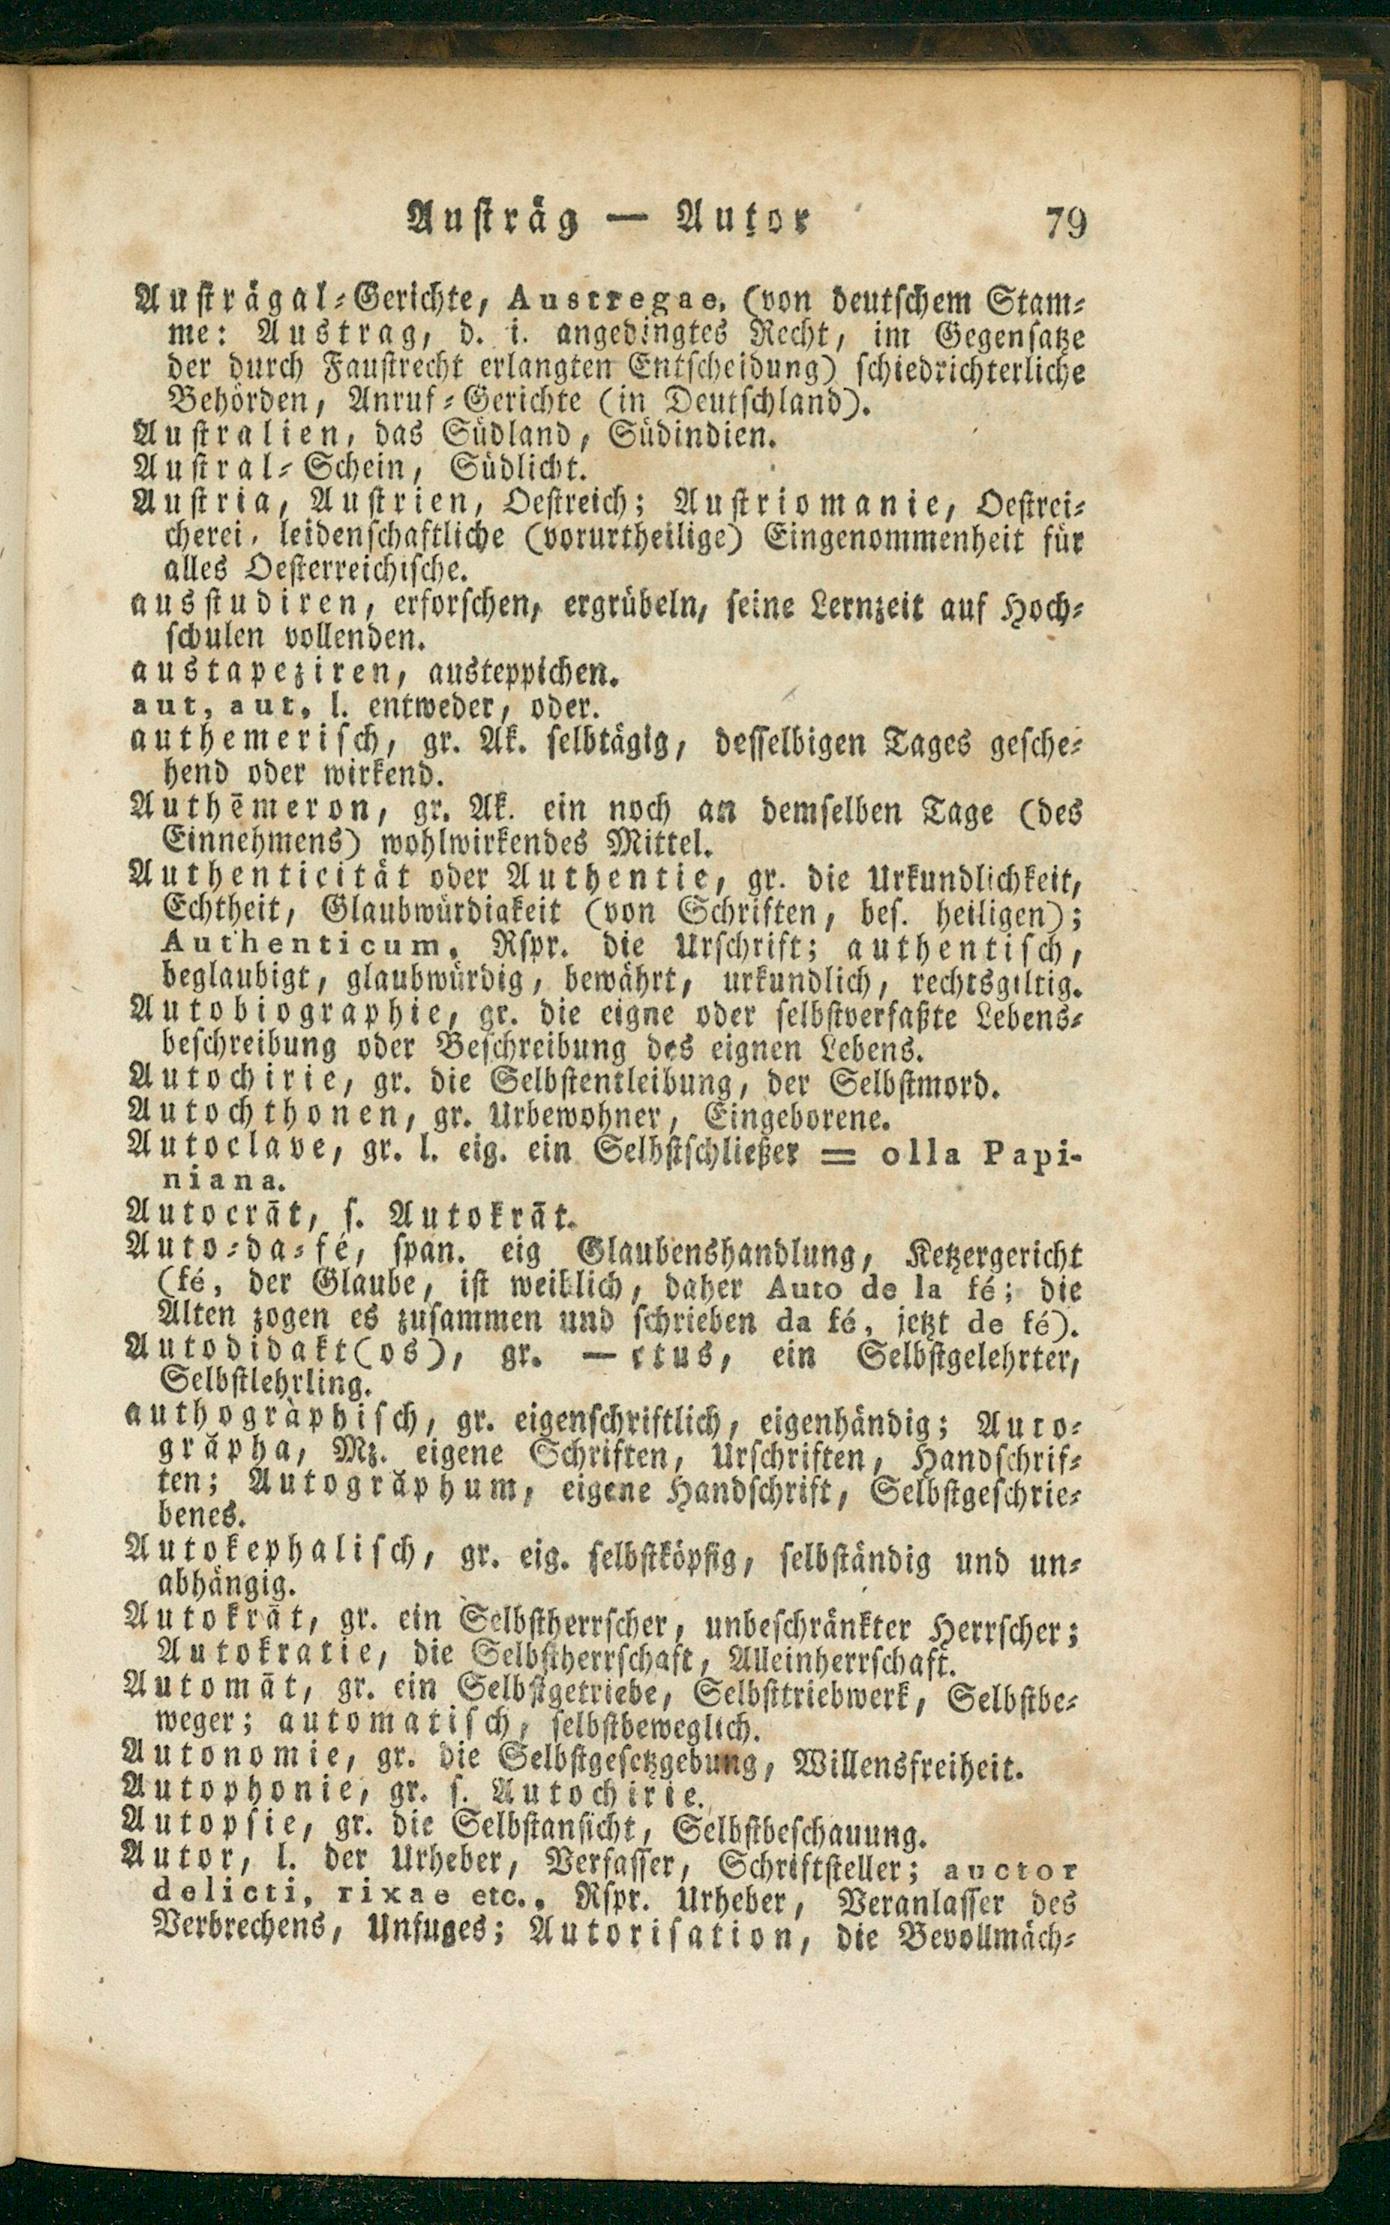 Austräg — Autor 79
Austrägal-Gerichte, Austregae, (von deutschem Stam-
me: Austrag, d. i. angedingtes Recht, im Gegensatze
der durch Faustrecht erlangten Entscheidung) schiedrichterliche
Behörden, Anruf-Gerichte (in Deutschland).
Australien, das Südland, Südindien.
Austral-Schein, Südlicht.
Austria, Austrien, Oestreich; Austriomanie, Oestrei-
cherei, leidenschaftliche (vorurtheilige) Eingenommenheit für
alles Oesterreichische.
ausstudiren, erforschen, ergrübeln, seine Lernzeit auf Hoch-
schulen vollenden.
austapeziren, austeppichen.
aut, aut, l. entweder, oder.
authemerisch, gr. Ak. selbtägig, desselbigen Tages gesche-
hend oder wirkend.
Authēmeron, gr. Ak. ein noch an demselben Tage (des
Einnehmens) wohlwirkendes Mittel.
Authenticität oder Authentie, gr. die Urkundlichkeit,
Echtheit, Glaubwürdigkeit (von Schriften, bes. heiligen);
Authenticum, Rspr. die Urschrift; authentisch,
beglaubigt, glaubwürdig, bewährt, urkundlich, rechtsgiltig.
Autobiographie, gr. die eigne oder selbstverfaßte Lebens-
beschreibung oder Beschreibung des eignen Lebens.
Autochirie, gr. die Selbstentleibung, der Selbstmord.
Autochthonen, gr. Urbewohner, Eingeborene.
Autoclave, gr. l. eig. ein Selbstschließer = olla Papi-
niana.
Autocrāt, s. Autokrāt.
Auto-da-fé, span. eig Glaubenshandlung, Ketzergericht
(fé, der Glaube, ist weiblich, daher Auto de la fé; die
Alten zogen es zusammen und schrieben da fé, jetzt de fé).
Autodidakt(os), gr. — ctus, ein Selbstgelehrter,
Selbstlehrling.
authogräphisch, gr. eigenschriftlich, eigenhändig; Auto-
grăpha, Mz. eigene Schriften, Urschriften, Handschrif-
ten; Autogrăphum, eigene Handschrift, Selbstgeschrie-
benes.
Autokephalisch, gr. eig. selbstköpfig, selbständig und un-
abhängig.
Autokrāt, gr. ein Selbstherrscher, unbeschränkter Herrscher;
Autokratie, die Selbstherrschaft, Alleinherrschaft.
Automāt, gr. ein Selbstgetriebe, Selbsttriebwerk, Selbstbe-
weger; automatisch, selbstbeweglich.
Autonomie, gr. die Selbstgesetzgebung, Willensfreiheit.
Autophonie, gr. s. Autochirie.
Autopsie, gr. die Selbstansicht, Selbstbeschauung.
Autor, l. der Urheber, Verfasser, Schriftsteller; auctor
delicti, rixae etc., Rspr. Urheber, Veranlasser des
Verbrechens, Unfuges; Autorisation, die Bevollmäch-